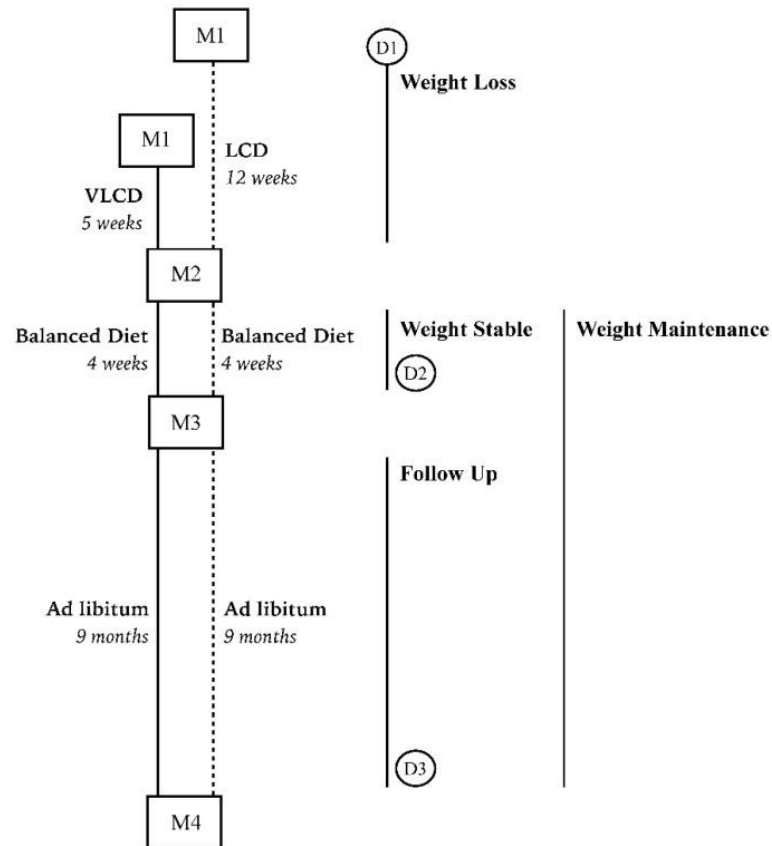 M1
D1
Weight Loss
M1
LCD
12 weeks
VLCD
5 weeks
M2
Balanced Diet
4 weeks
Balanced Diet
4 weeks
Weight Stable
Weight Maintenance
D2
M3
Follow Up
Ad libitum
9 months
Ad libitum
9 months
D3
M4